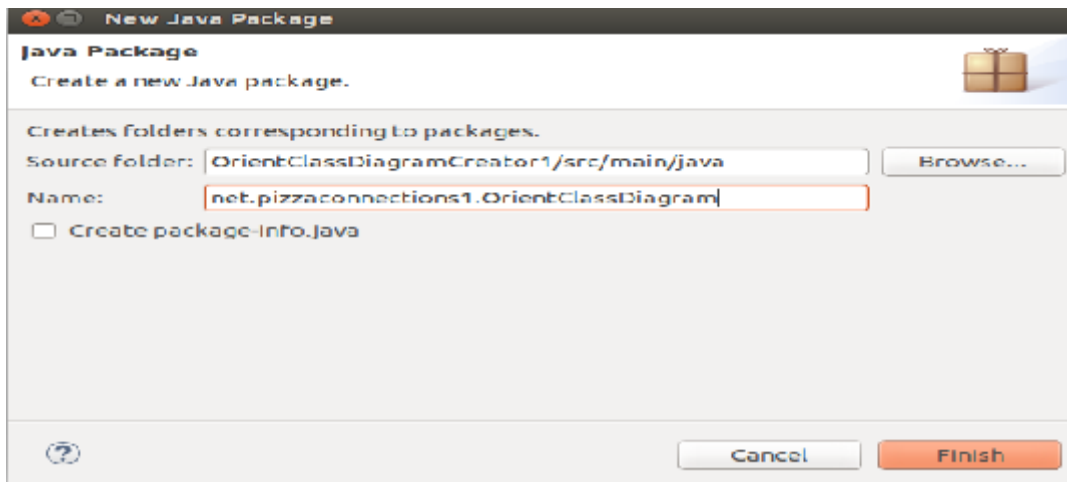 New Java Package
Java Package
Create a new Java package.
Creates folders corresponding to packages.
Source folder: OrientClassDiagramCreator1/src/main/java Browse...
Name: net.pizzaconnections1.OrientClassDiagram
Create package-info.java
? Cancel Finish